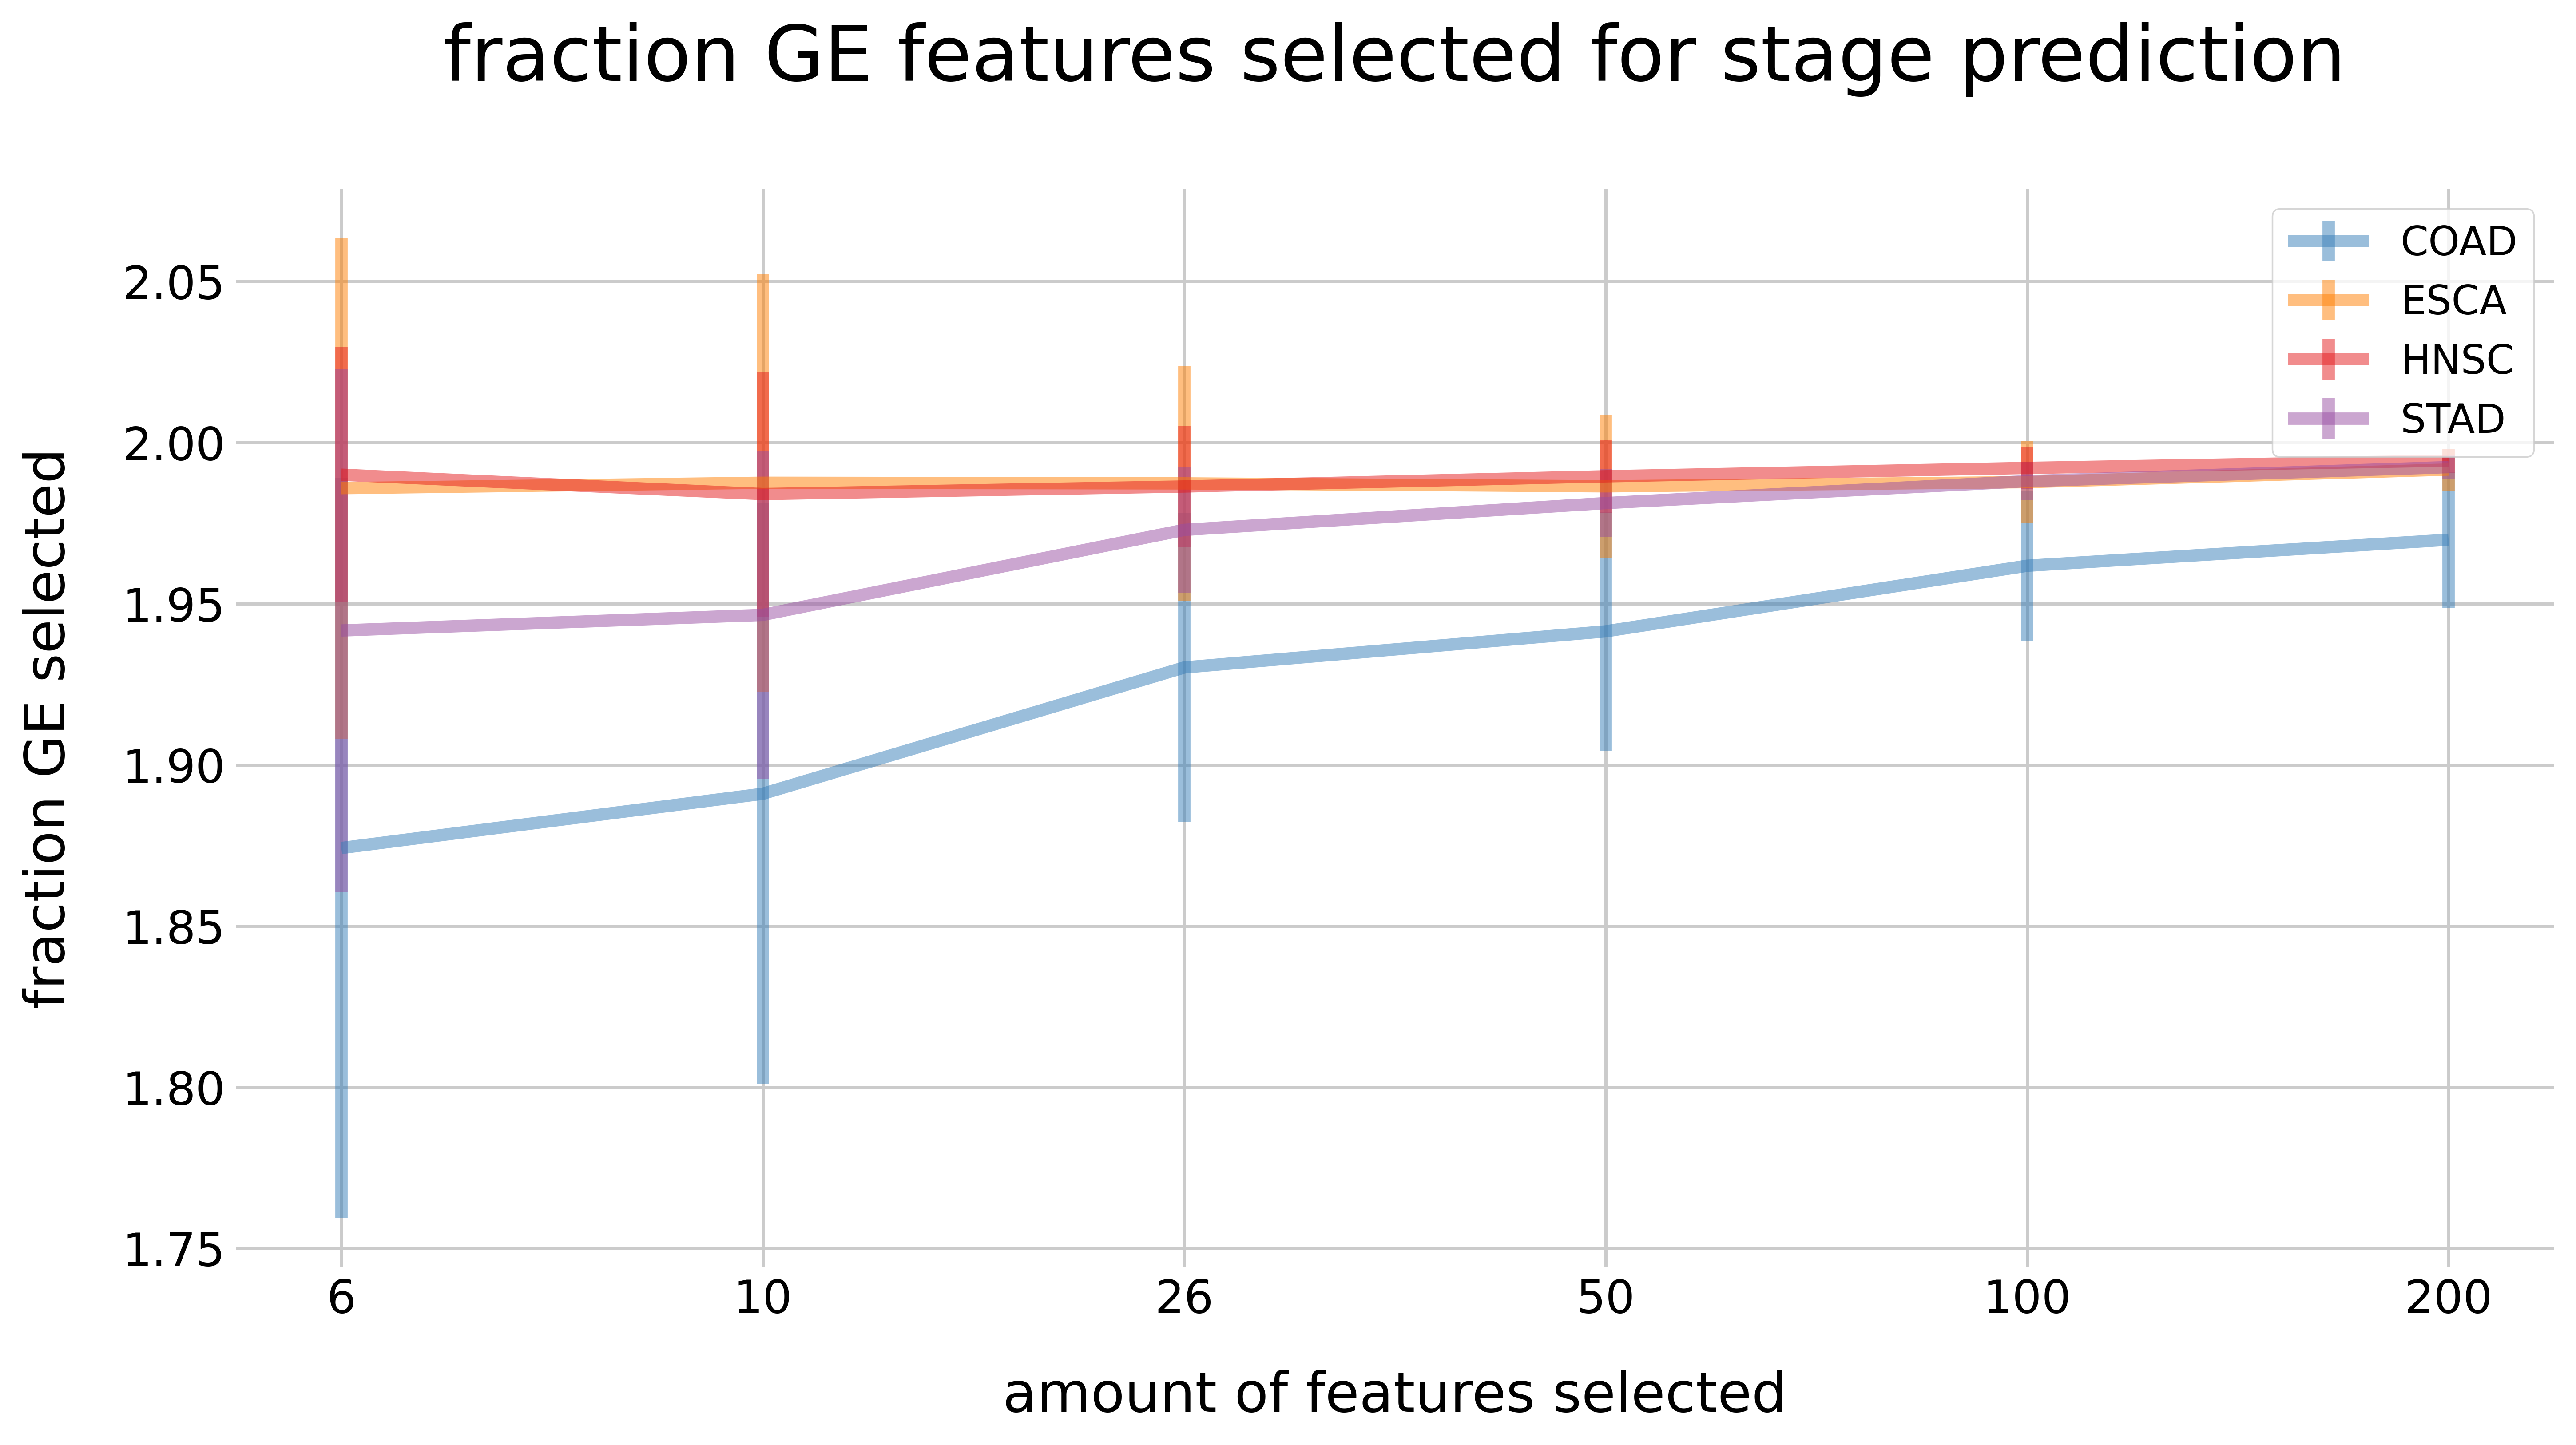 fraction GE features selected for stage prediction
COAD
ESCA
HNSC
STAD
fraction GE selected
2.05
2.00
1.95
1.90
1.85
1.80
1.75
6 10 26 50 100 200
amount of features selected